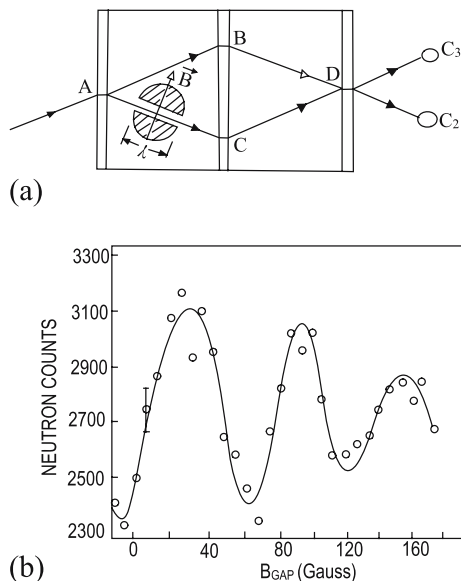 A
B
C
D
B
l
C3
C2
(a)
3300
3100
2900
2700
2500
2300
NEUTRON COUNTS
0 40 80 120 160
BGAP (Gauss)
(b)